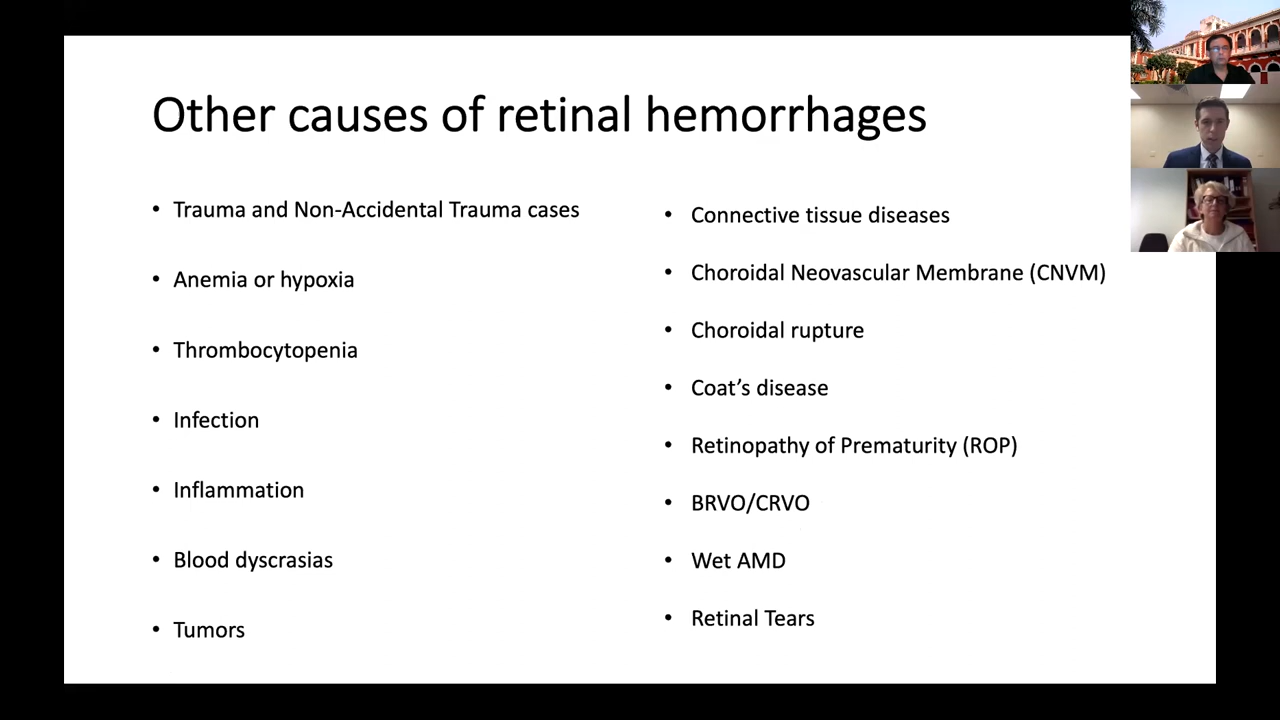 Other causes of retinal hemorrhages
• Trauma and Non-Accidental Trauma cases
• Anemia or hypoxia
• Thrombocytopenia
• Infection
• Inflammation
• Blood dyscrasias
• Tumors
• Connective tissue diseases
• Choroidal Neovascular Membrane (CNVM)
• Choroidal rupture
• Coat’s disease
• Retinopathy of Prematurity (ROP)
• BRVO/CRVO
• Wet AMD
• Retinal Tears